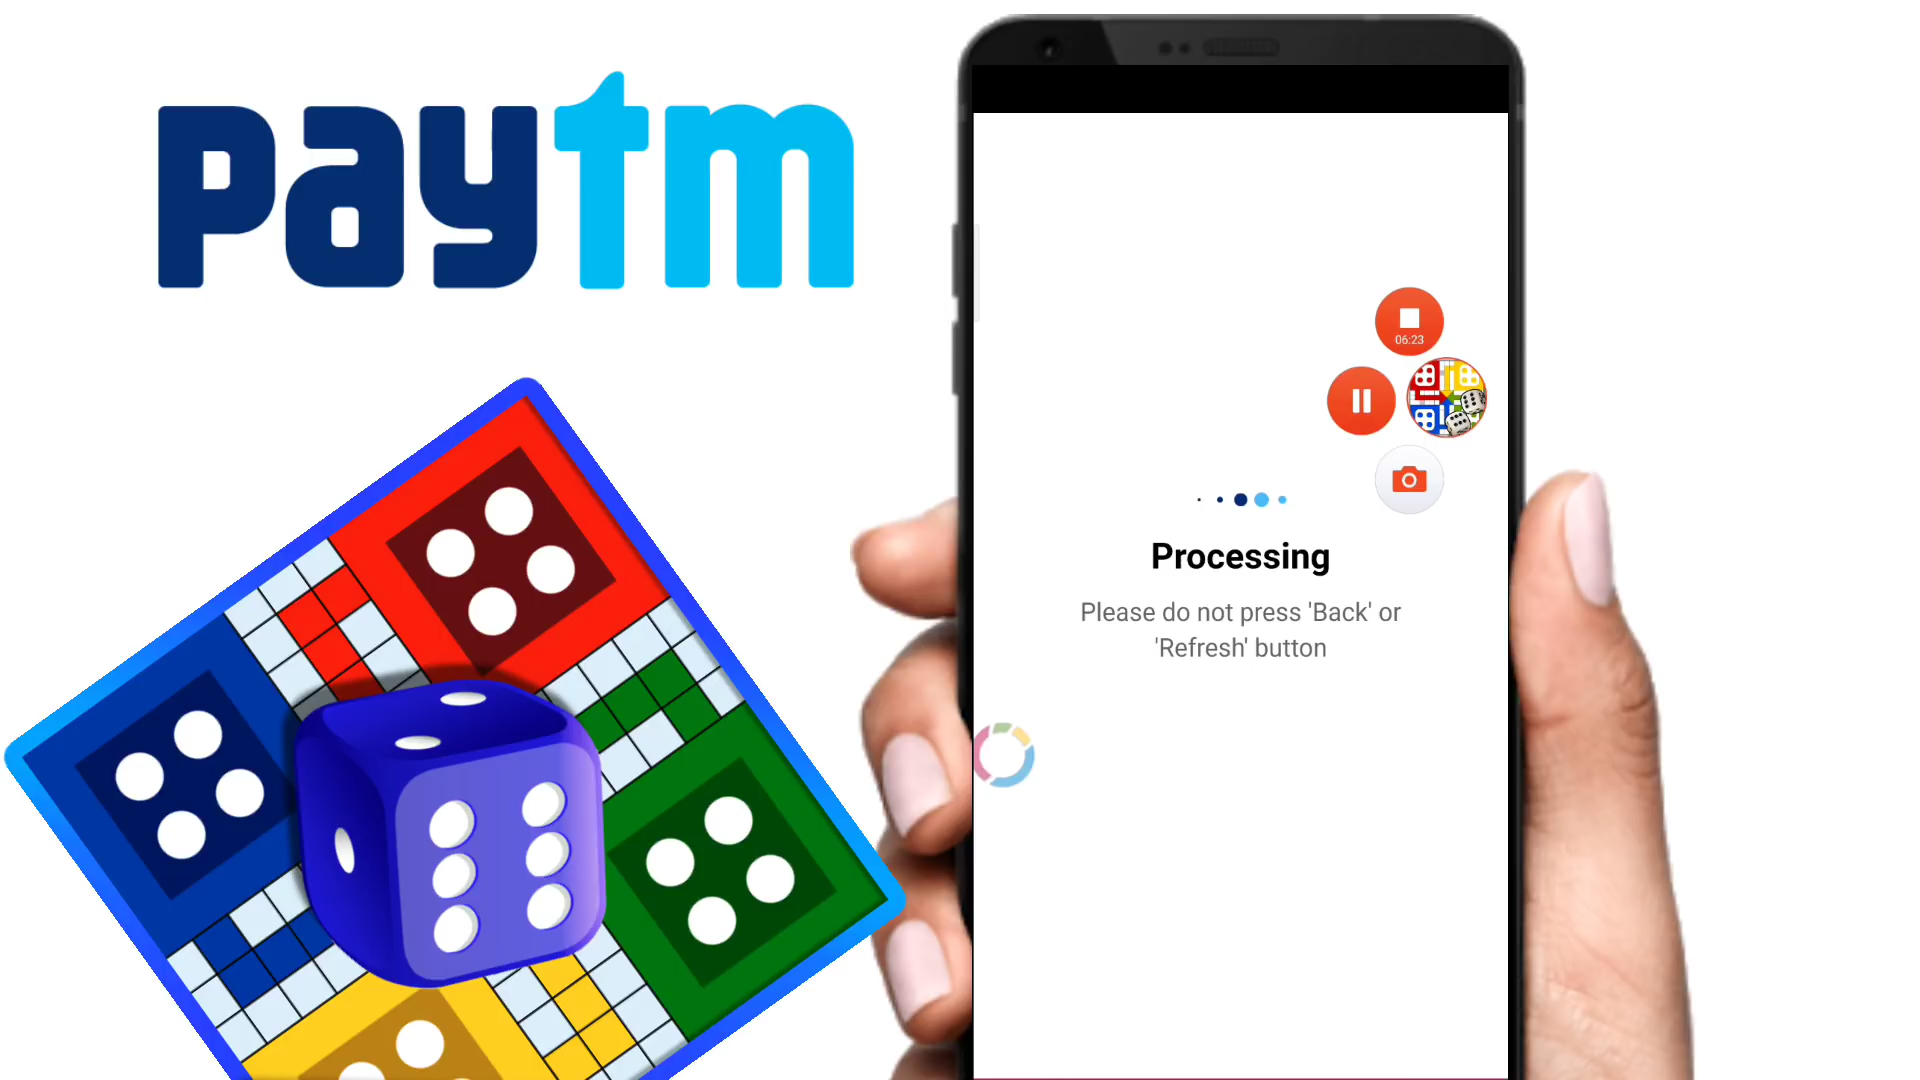 paytm
06:23
Processing
Please do not press 'Back' or
'Refresh' button